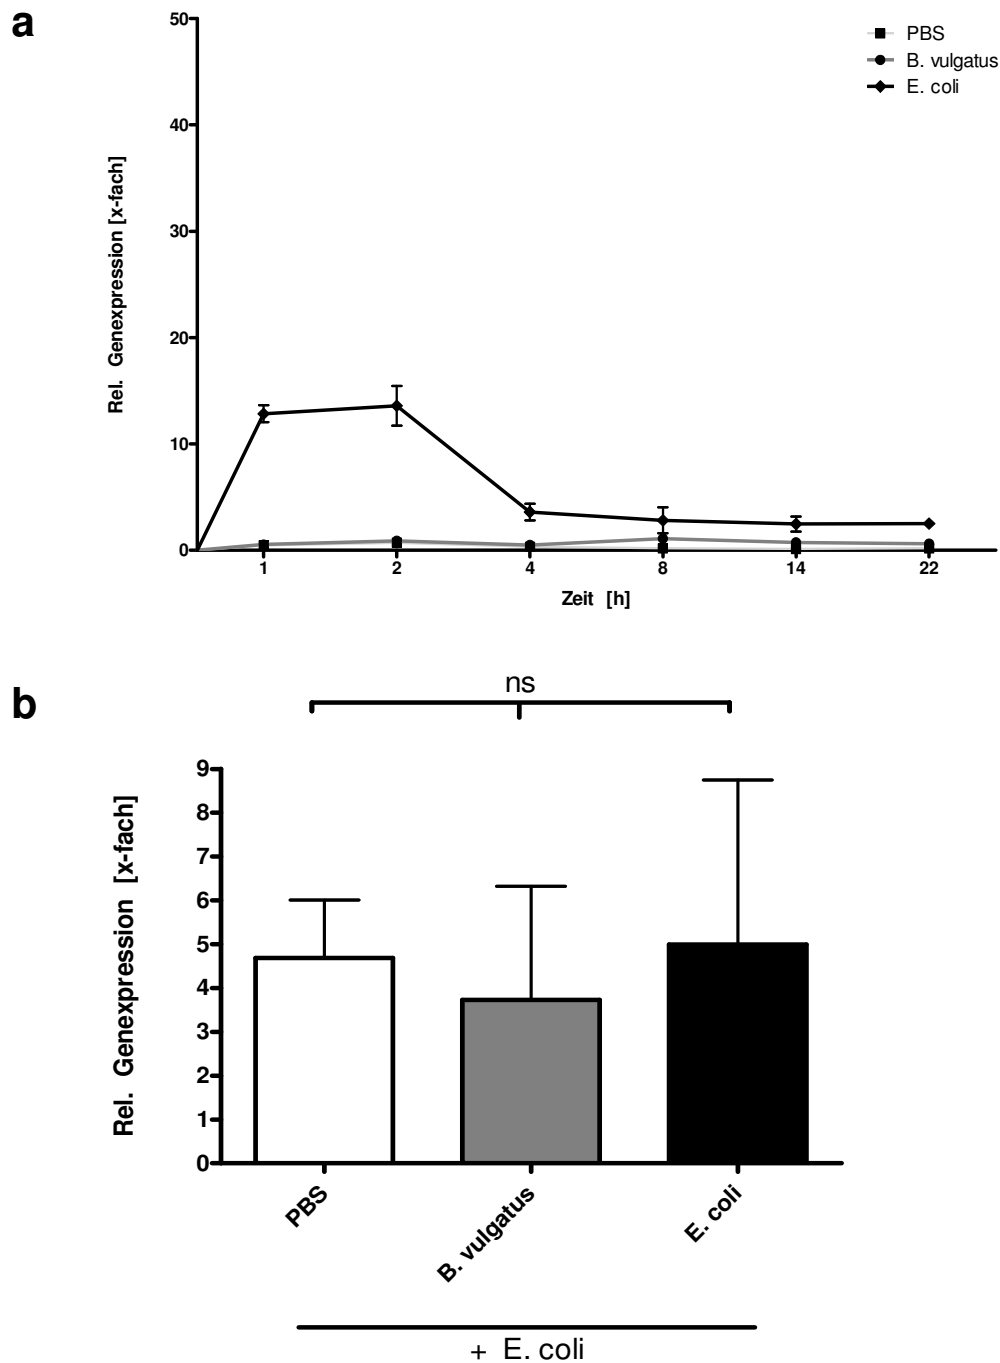 a
50
40
30
20
10
0
Rel. Genexpression [x-fach]
PBS
B. vulgatus
E. coli
1 2 4 8 14 22
Zeit [h]
b
ns
9
8
7
6
5
4
3
2
1
0
Rel. Genexpression [x-fach]
PBS
B. vulgatus
E. coli
+ E. coli